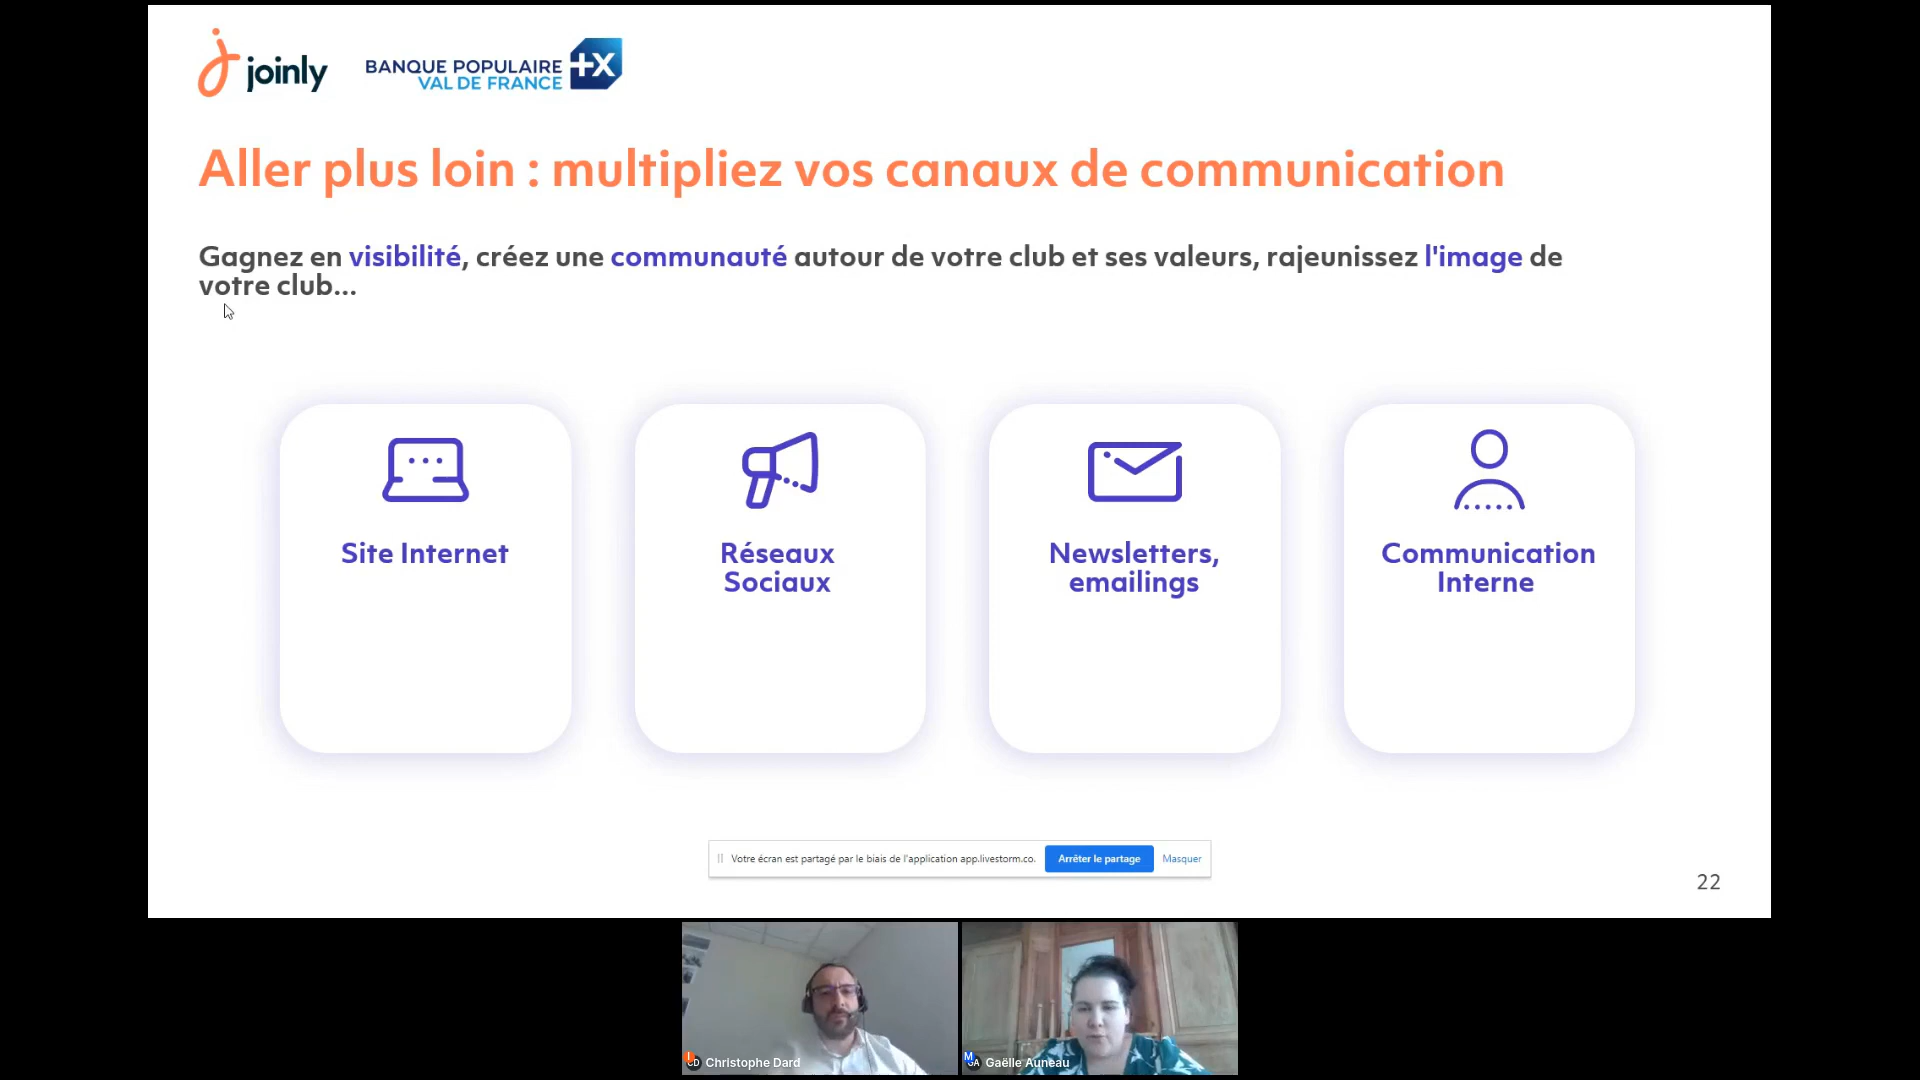 joinly
BANQUE POPULAIRE
VAL DE FRANCE
Aller plus loin : multipliez vos canaux de communication
Gagnez en visibilité, créez une communauté autour de votre club et ses valeurs, rajeunissez l'image de
votre club...
Site Internet
Réseaux
Sociaux
Newsletters,
emailings
Communication
Interne
Votre écran est partagé par le biais de l'application app.livestorm.co.
Arrêter le partage
Masquer
22
CD Christophe Dard
M GA Gaëlle Auneau